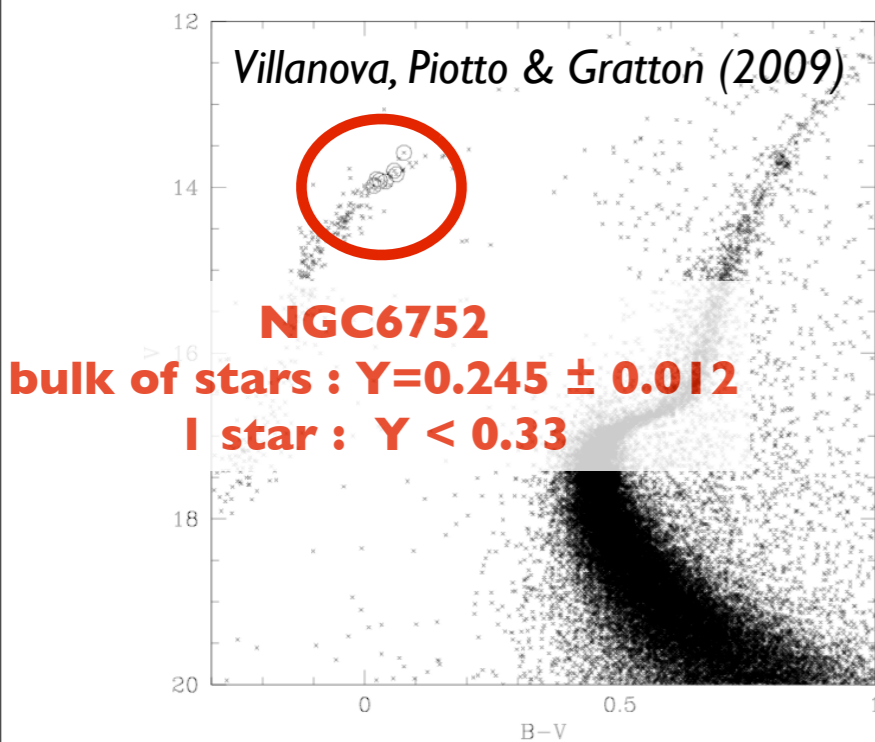 12
Villanova, Piotto & Gratton (2009)
14
NGC6752
V
16
bulk of stars : Y=0.245 ± 0.012
1 star : Y < 0.33
18
20
0
0.5
1
B-V